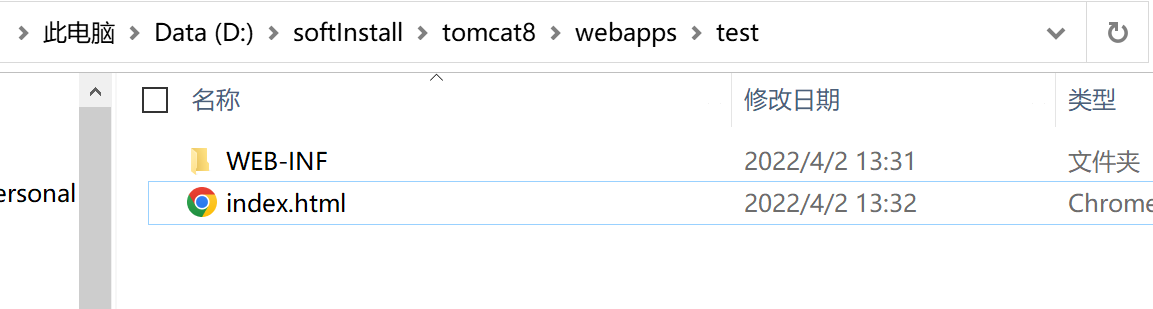 此电脑 Data (D:) softInstall tomcat8 webapps test
名称 修改日期 类型
WEB-INF 2022/4/2 13:31 文件夹
ersonal
index.html 2022/4/2 13:32 Chrome